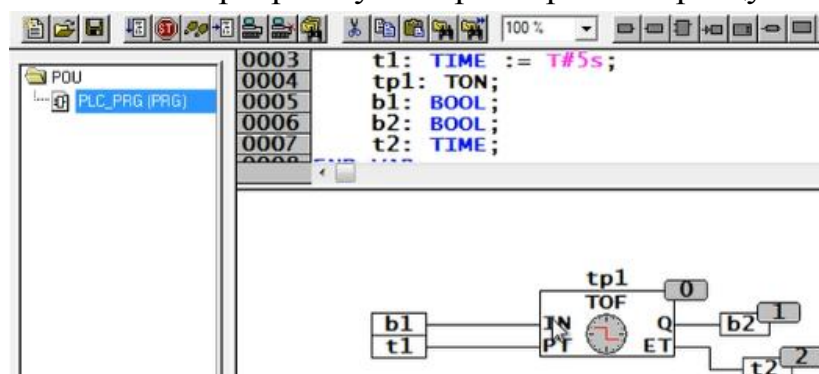 100 %
POU
PLC_PRG (PRG)
0003 t1: TIME := T#5s;
0004 tp1: TON;
0005 b1: BOOL;
0006 b2: BOOL;
0007 t2: TIME;
tp1
0
TOF
b1 IN Q b2 1
t1 PT ET
t2 2